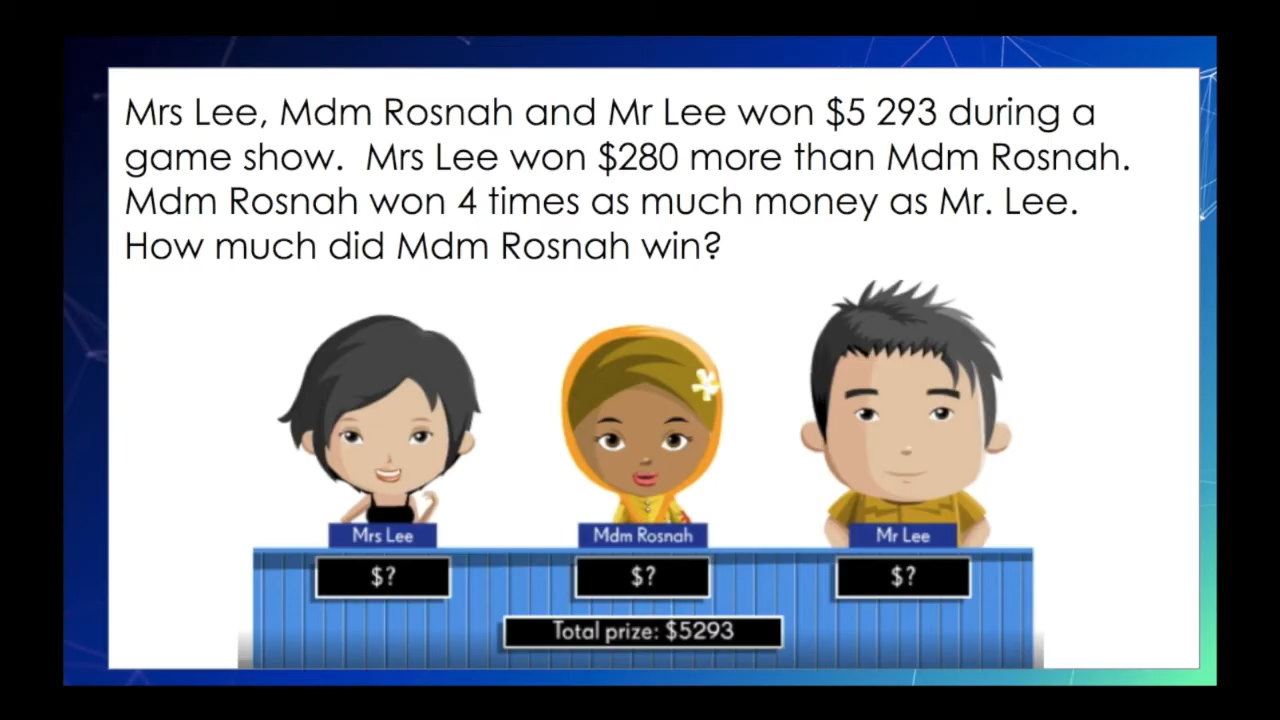 Mrs Lee, Mdm Rosnah and Mr Lee won $5 293 during a
game show.  Mrs Lee won $280 more than Mdm Rosnah.
Mdm Rosnah won 4 times as much money as Mr. Lee.
How much did Mdm Rosnah win?
Mrs Lee
Mdm Rosnah
Mr Lee
$?
$?
$?
Total prize: $5293